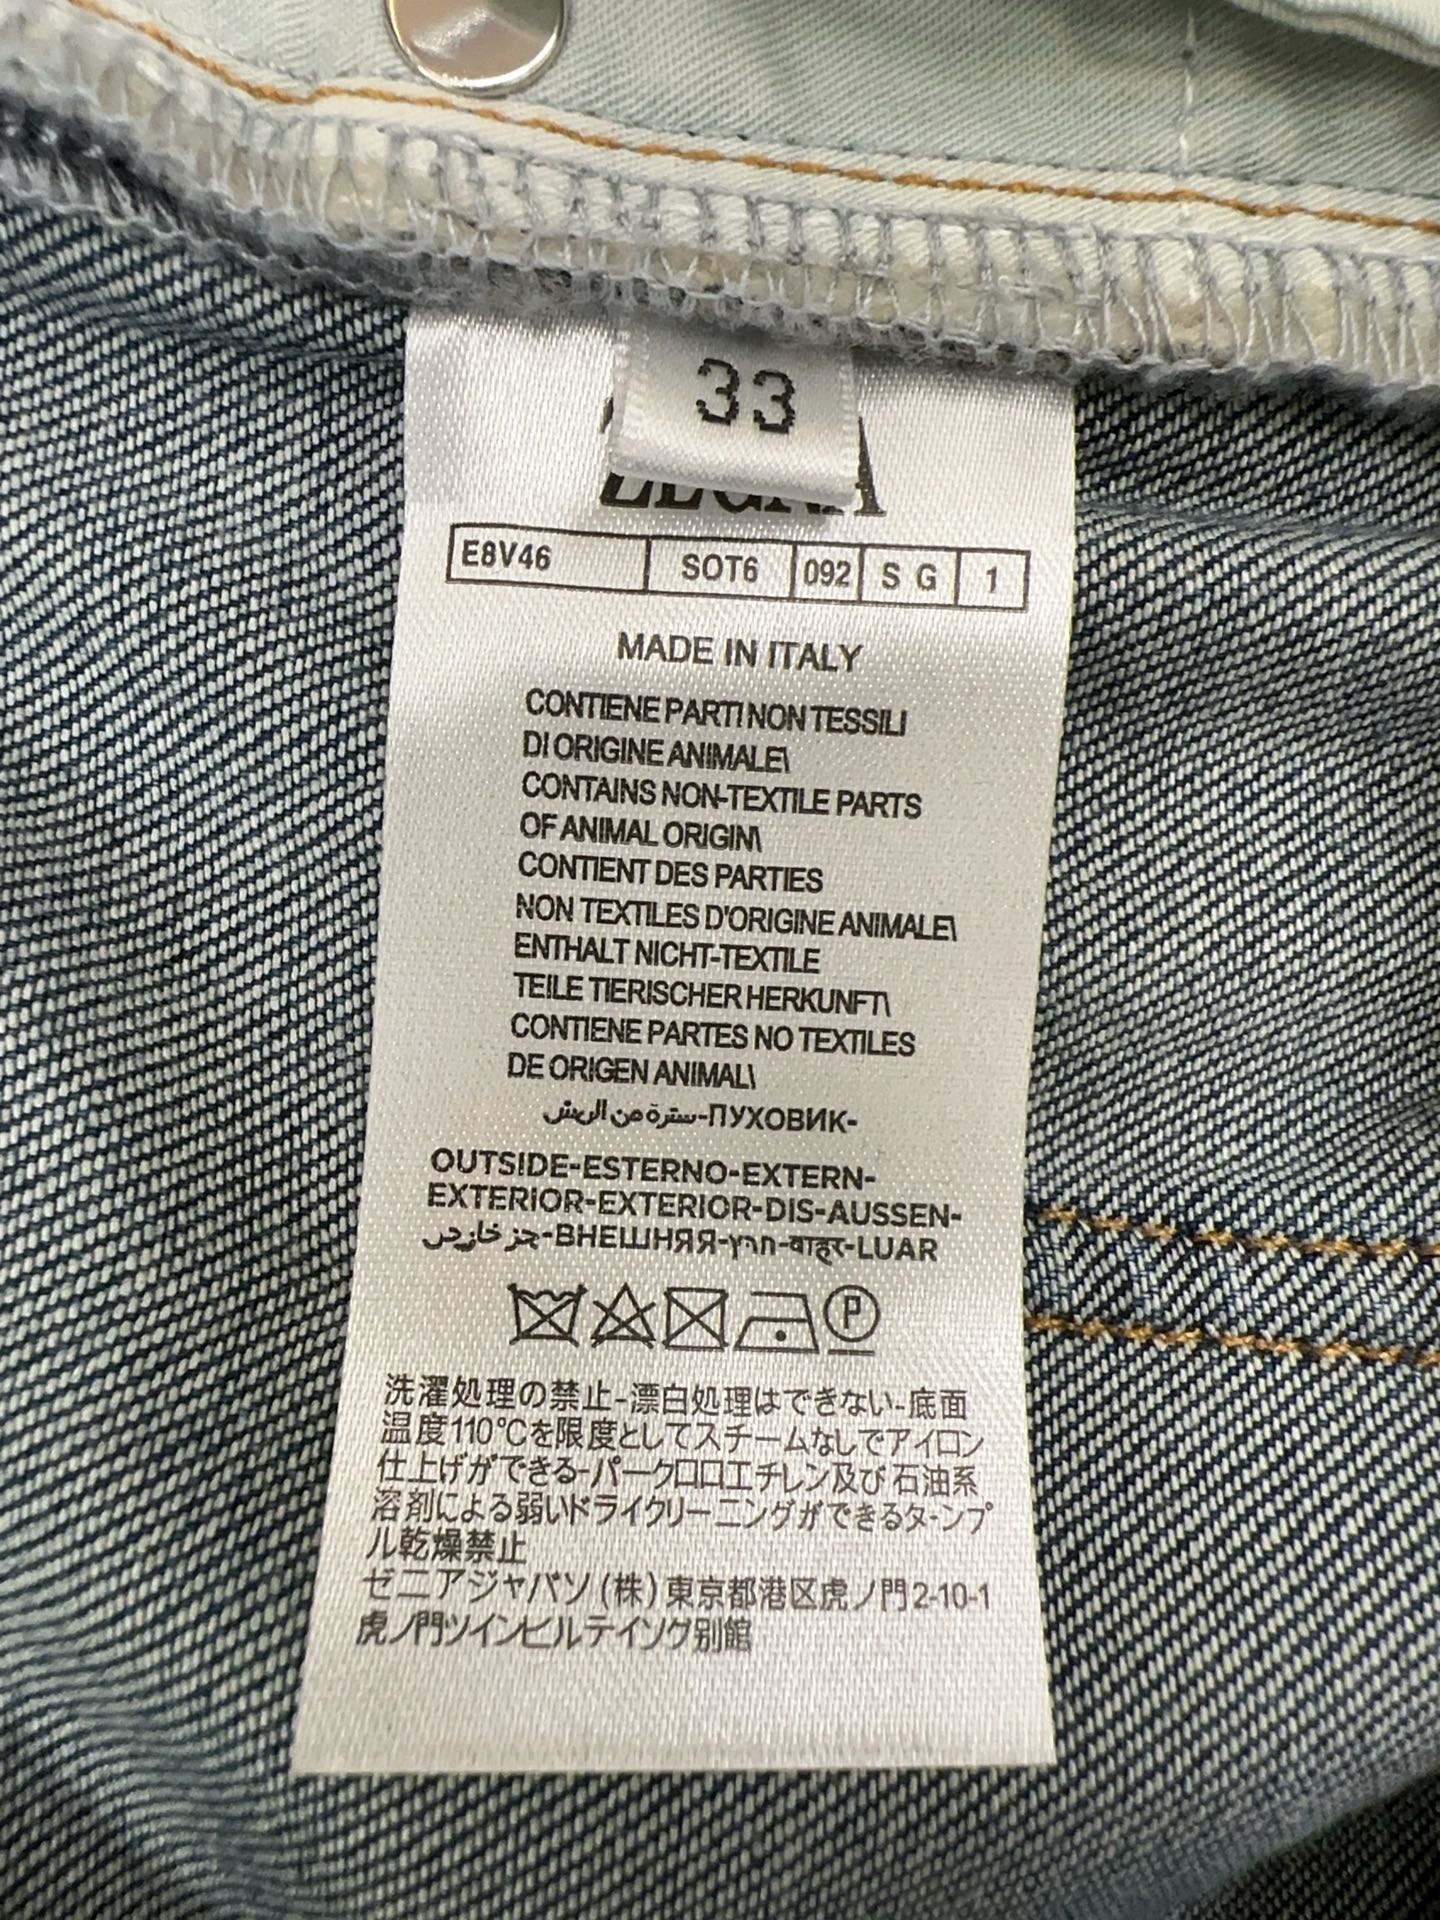 33
ZEGNA
E8V46 SOT6 092 S G 1
MADE IN ITALY
CONTIENE PARTI NON TESSILI
DI ORIGINE ANIMALE\
CONTAINS NON-TEXTILE PARTS
OF ANIMAL ORIGIN\
CONTIENT DES PARTIES
NON TEXTILES D'ORIGINE ANIMALE\
ENTHALT NICHT-TEXTILE
TEILE TIERISCHER HERKUNFT\
CONTIENE PARTES NO TEXTILES
DE ORIGEN ANIMAL\
سترة من الريش-ПУХОВИК-
OUTSIDE-ESTERNO-EXTERN-
EXTERIOR-EXTERIOR-DIS-AUSSEN-
جز خارجى-ВНЕШНЯЯ-חרץ-बाहर-LUAR
P
洗濯処理の禁止-漂白処理はできない-底面
温度110℃を限度としてスチームなしでアイロン
仕上げができる-パークロロエチレン及び石油系
溶剤による弱いドライクリーニングができるタ-ンプ
ル乾燥禁止
ゼニアジャパソ(株)東京都港区虎ノ門2-10-1
虎ノ門ツインビルテイソグ別館